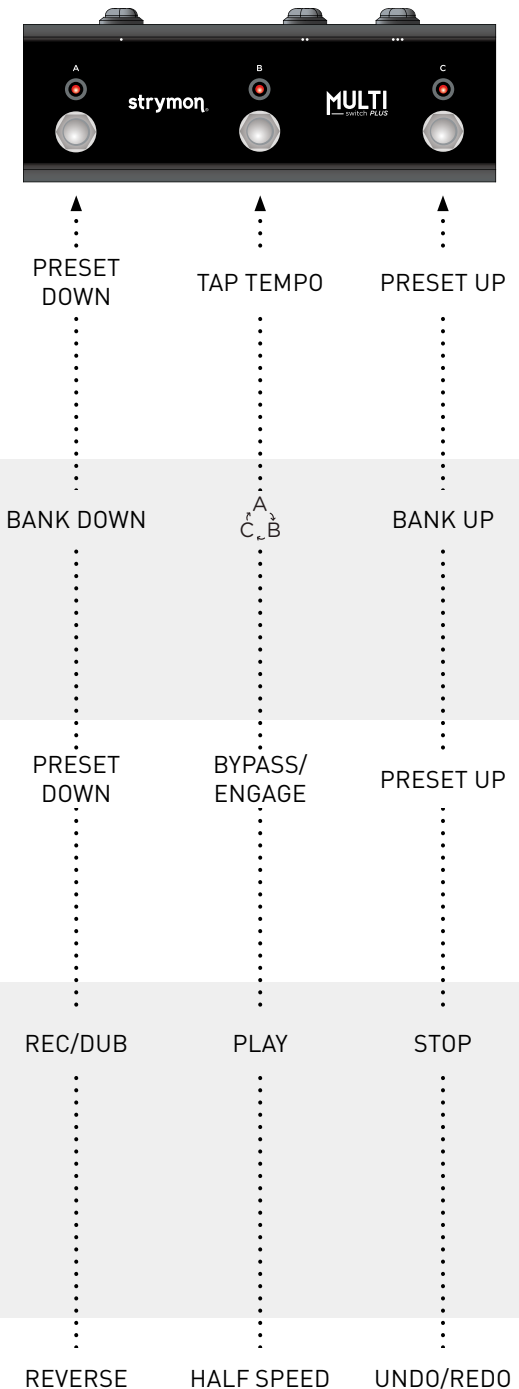 A B C
strymon MULTI
switch PLUS
PRESET DOWN
TAP TEMPO
PRESET UP
BANK DOWN
A
C B
BANK UP
PRESET DOWN
BYPASS/
ENGAGE
PRESET UP
REC/DUB
PLAY
STOP
REVERSE
HALF SPEED
UNDO/REDO